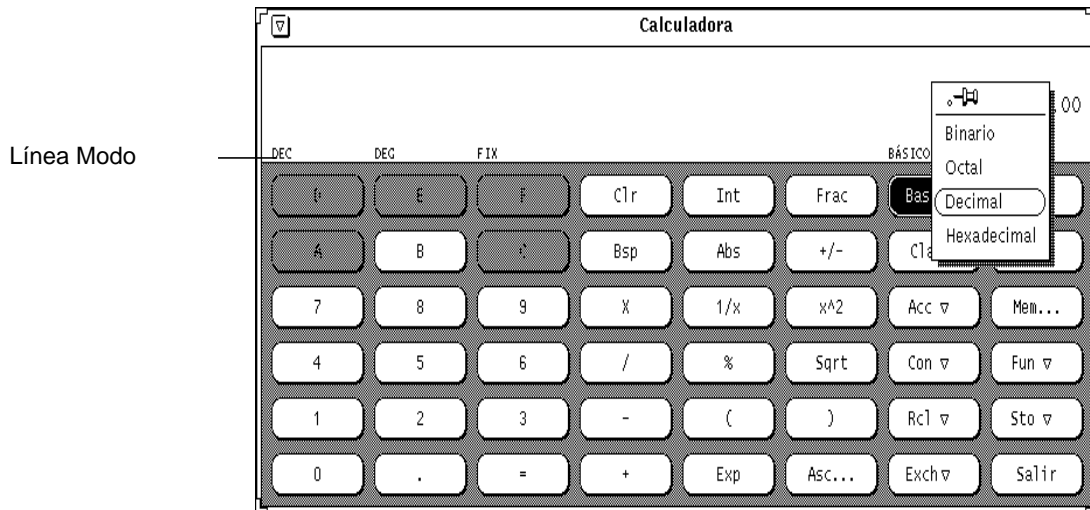 Calculadora
.00
Línea Modo
DEC DEG FIX BÁSICO
Binario
Octal
Decimal
Hexadecimal
D E F Clr Int Frac Bas
A B C Bsp Abs +/- Cla
7 8 9 X 1/x x^2 Acc Mem...
4 5 6 / % Sqrt Con Fun
1 2 3 - ( ) Rcl Sto
0 . = + Exp Asc... Exch Salir